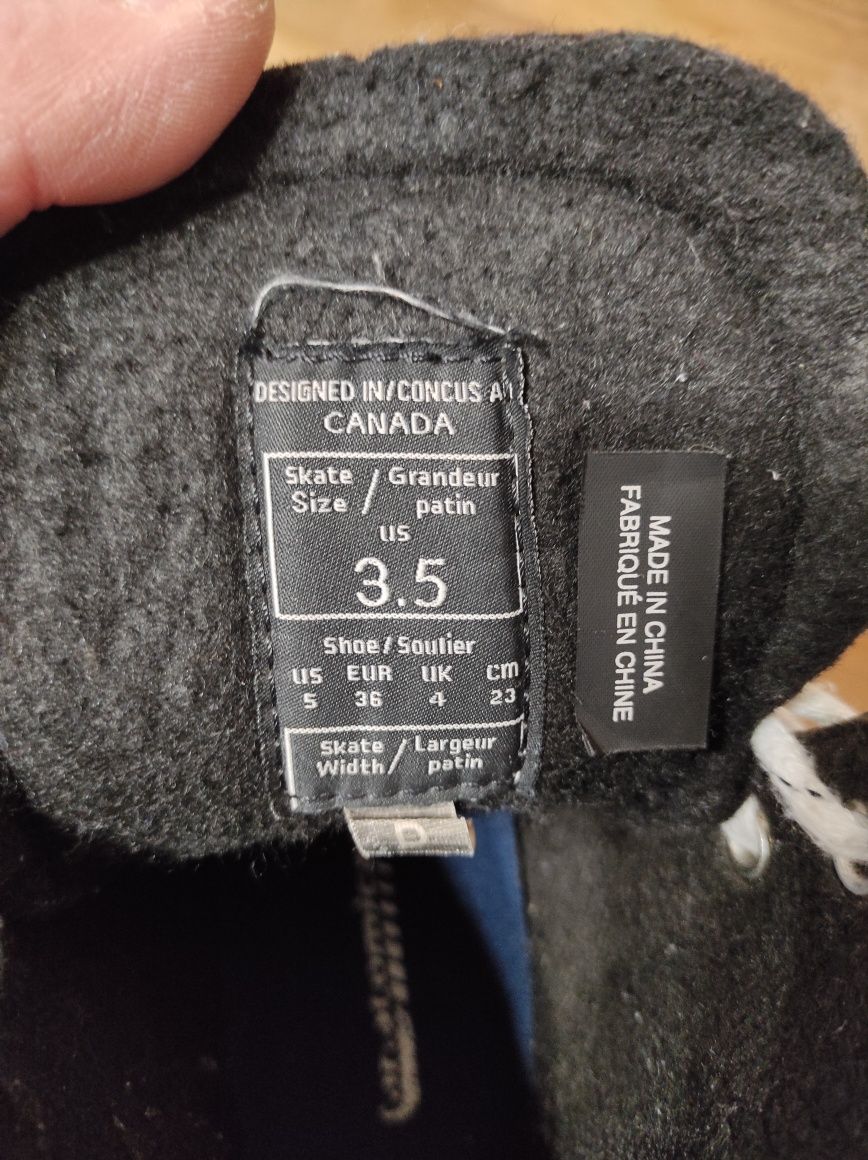 DESIGNED IN/CONCUS AU
CANADA
Skate / Grandeur
Size / patin
US
3.5
Shoe/Soulier
US EUR UK cm
5 36 4 23
Skate / Largeur
Width / patin
D
MADE IN CHINA
FABRIQUÉ EN CHINE